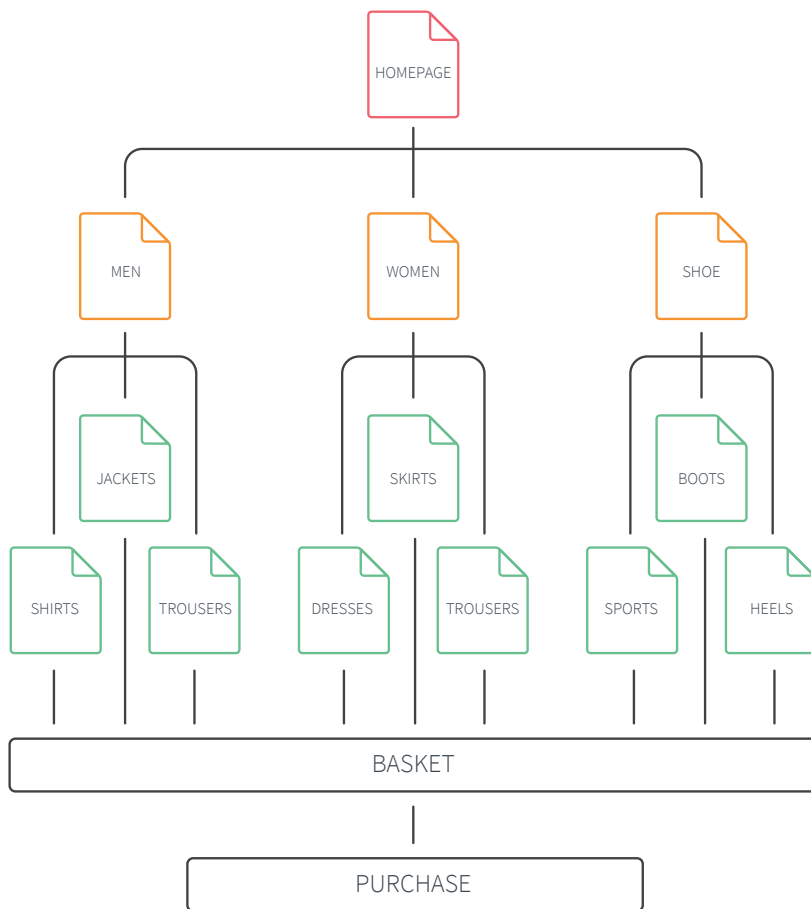 HOMEPAGE
MEN
WOMEN
SHOE
JACKETS
SKIRTS
BOOTS
SHIRTS
TROUSERS
DRESSES
TROUSERS
SPORTS
HEELS
BASKET
PURCHASE